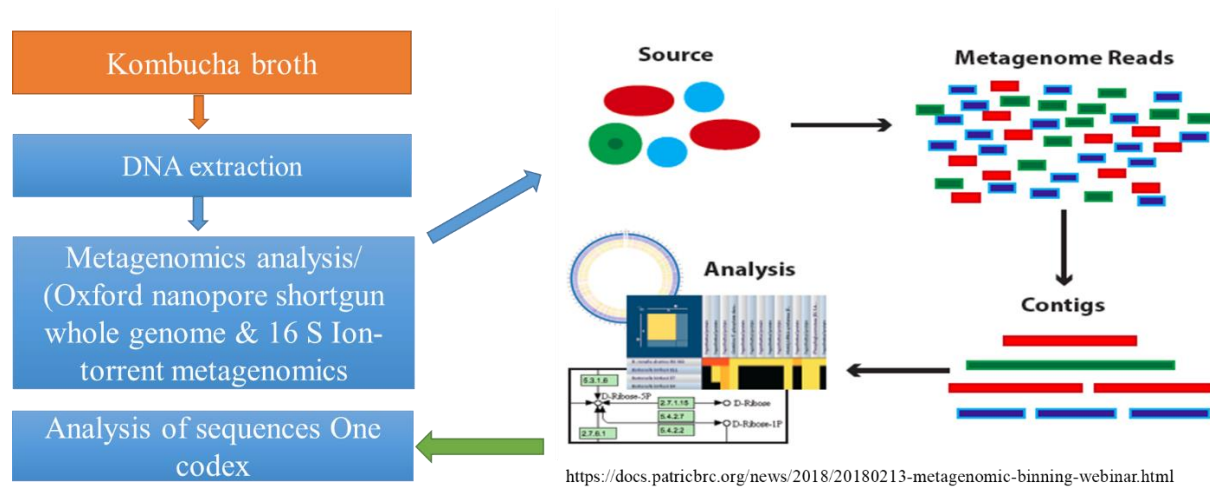 Kombucha broth
DNA extraction
Metagenomics analysis/
(Oxford nanopore shortgun
whole genome & 16 S Ion-
torrent metagenomics
Analysis of sequences One
codex
Source
Metagenome Reads
Contigs
Analysis
5.3.1.6
D-Ribose-5P
2.7.1.15
D-Ribose
5.4.2.7
5.4.2.2
D-Ribose-1P
2.7.6.1
https://docs.patricbrc.org/news/2018/20180213-metagenomic-binning-webinar.html